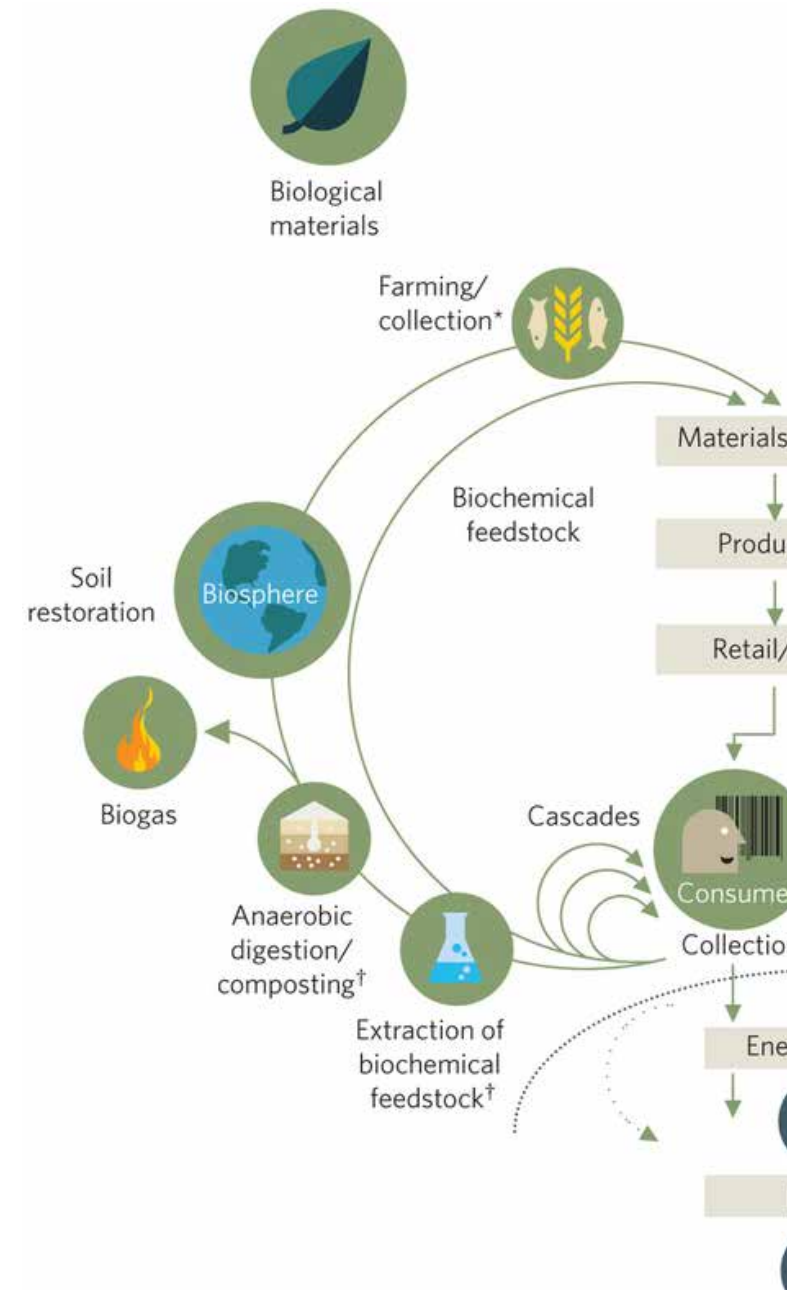 Biological
materials
Farming/
collection*
Materials
Biochemical
feedstock
Produ
Soil
restoration
Biosphere
Retail/
Biogas
Cascades
Consume
Anaerobic
digestion/
composting†
Collectio
Extraction of
biochemical
feedstock†
Ene